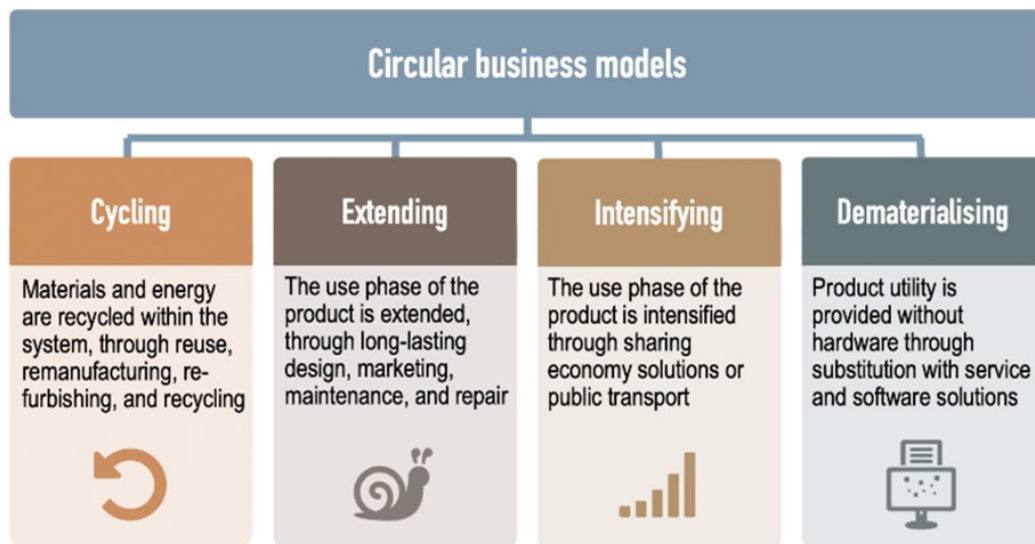 Circular business models
Cycling
Materials and energy
are recycled within the
system, through reuse,
remanufacturing, re-
furbishing, and recycling
Extending
The use phase of the
product is extended,
through long-lasting
design, marketing,
maintenance, and repair
Intensifying
The use phase of the
product is intensified
through sharing
economy solutions or
public transport
Dematerialising
Product utility is
provided without
hardware through
substitution with service
and software solutions